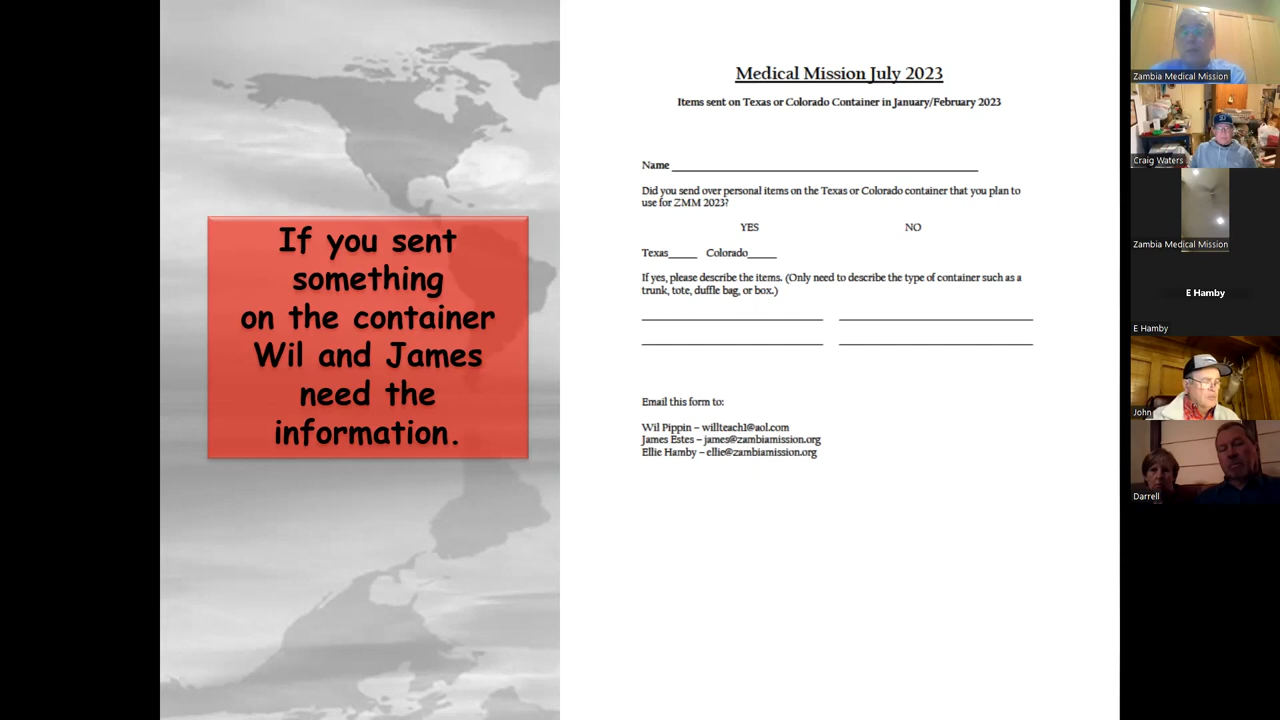 If you sent
something
on the container
Wil and James
need the
information.
Medical Mission July 2023
Items sent on Texas or Colorado Container in January/February 2023
Name ______________________
Did you send over personal items on the Texas or Colorado container that you plan to
use for ZMM 2023?
YES NO
Texas_____ Colorado_____
If yes, please describe the items. (Only need to describe the type of container such as a
trunk, tote, duffle bag, or box.)
Email this form to:
Wil Pippin – willteach1@aol.com
James Estes – james@zambiamission.org
Ellie Hamby – ellie@zambiamission.org
Zambia Medical Mission
Craig Waters
Zambia Medical Mission
E Hamby
E Hamby
John
Darrell